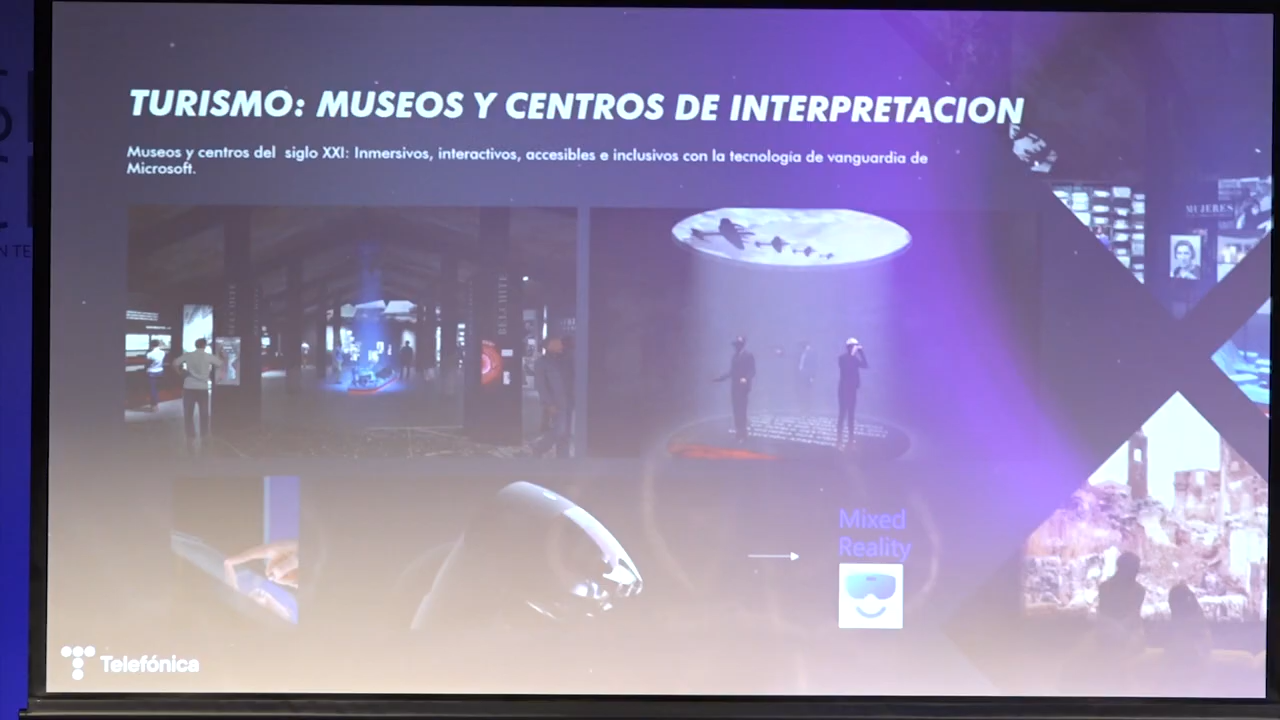 TURISMO: MUSEOS Y CENTROS DE INTERPRETACION
Museos y centros del siglo XXI: Inmersivos, interactivos, accesibles e inclusivos con la tecnología de vanguardia de
Microsoft.
MUJERES
BELCHITE
Mixed
Reality
Telefónica